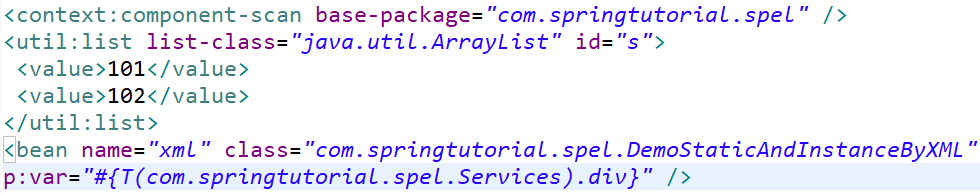 <context:component-scan base-package="com.springtutorial.spel" />
<util:list list-class="java.util.ArrayList" id="s">
 <value>101</value>
 <value>102</value>
</util:list>
<bean name="xml" class="com.springtutorial.spel.DemoStaticAndInstanceByXML"
p:var="#{T(com.springtutorial.spel.Services).div}" />